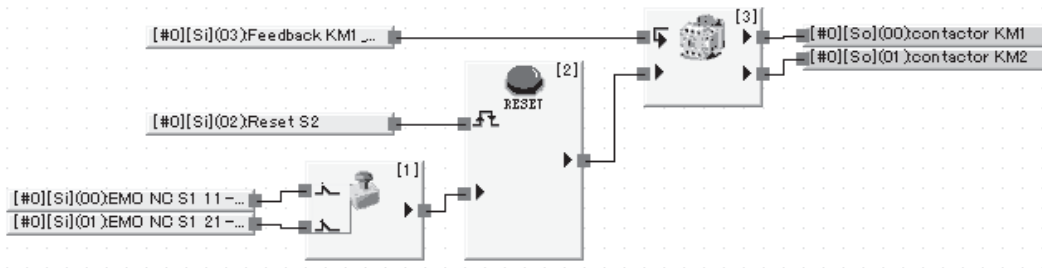 [3]
[#0][Si](03):Feedback KM1_...
[#0][So](00):contactor KM1
[#0][So](01):contactor KM2
[2]
RESET
[#0][Si](02):Reset S2
[1]
[#0][Si](00):EMO NC S1 11-...
[#0][Si](01):EMO NC S1 21-...